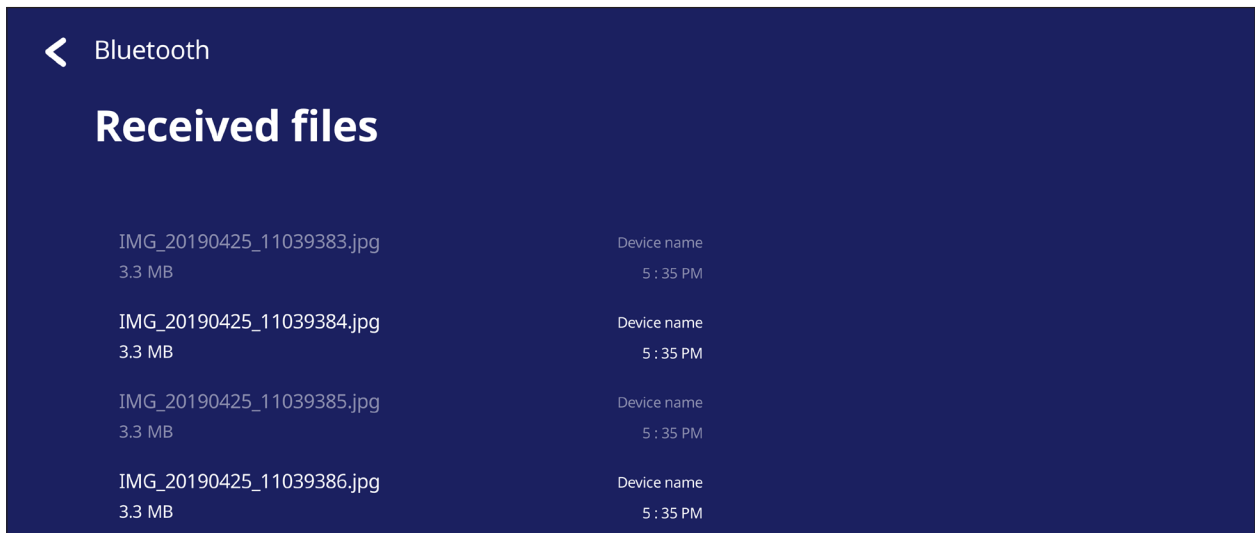 Bluetooth
Received files
IMG_20190425_11039383.jpg Device name
3.3 MB 5 : 35 PM
IMG_20190425_11039384.jpg Device name
3.3 MB 5 : 35 PM
IMG_20190425_11039385.jpg Device name
3.3 MB 5 : 35 PM
IMG_20190425_11039386.jpg Device name
3.3 MB 5 : 35 PM